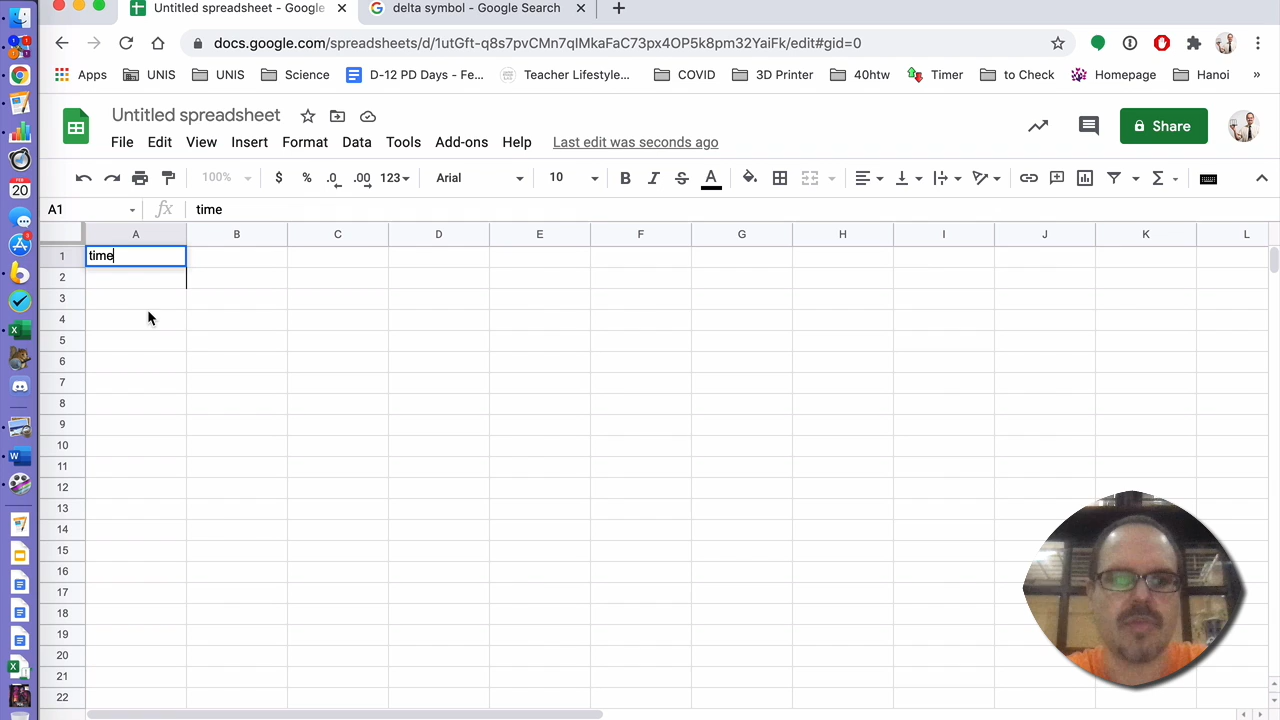 Untitled spreadsheet - Google
delta symbol - Google Search
docs.google.com/spreadsheets/d/1utGft-q8s7pvCMn7qIMkaFaC73px4OP5k8pm32YaiFk/edit#gid=0
Apps UNIS UNIS Science D-12 PD Days - Fe... Teacher Lifestyle... COVID 3D Printer 40htw Timer to Check Homepage Hanoi »
Untitled spreadsheet
Share
File Edit View Insert Format Data Tools Add-ons Help Last edit was seconds ago
100% $ % .0 .00 123 Arial 10 B I S A Σ
A1 fx time
A B C D E F G H I J K L
1 time
2
3
4
5
6
7
8
9
10
11
12
13
14
15
16
17
18
19
20
21
22
FEB
20
W